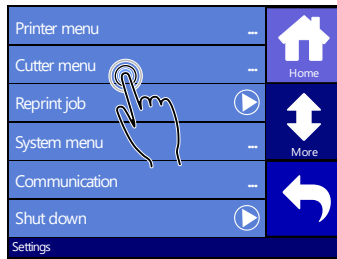 Printer menu ...
Cutter menu ...
Home
Reprint job
System menu ...
More
Communication ...
Shut down
Settings